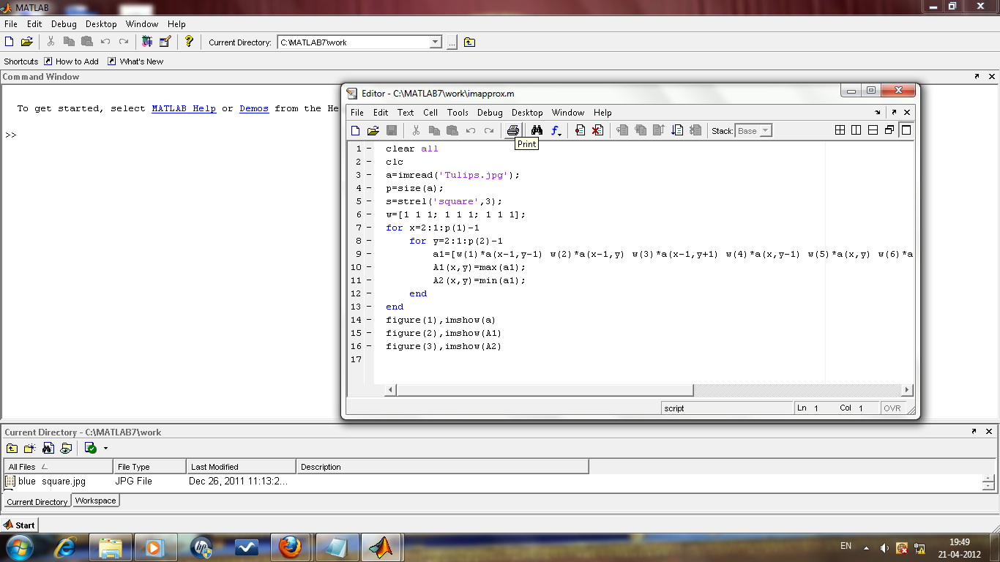 MATLAB
File Edit Debug Desktop Window Help
Current Directory: C:\MATLAB7\work ...
Shortcuts How to Add What's New
Command Window
To get started, select MATLAB Help or Demos from the He
>>
Editor - C:\MATLAB7\work\imapprox.m
File Edit Text Cell Tools Debug Desktop Window Help
Stack: Base
Print
1 - clear all
2 - clc
3 - a=imread('Tulips.jpg');
4 - p=size(a);
5 - s=strel('square',3);
6 - w=[1 1 1; 1 1 1; 1 1 1];
7 - for x=2:1:p(1)-1
8 - for y=2:1:p(2)-1
9 - a1=[w(1)*a(x-1,y-1) w(2)*a(x-1,y) w(3)*a(x-1,y+1) w(4)*a(x,y-1) w(5)*a(x,y) w(6)*a
10 - A1(x,y)=max(a1);
11 - A2(x,y)=min(a1);
12 - end
13 - end
14 - figure(1),imshow(a)
15 - figure(2),imshow(A1)
16 - figure(3),imshow(A2)
17
script Ln 1 Col 1 OVR
Current Directory - C:\MATLAB7\work
All Files File Type Last Modified Description
blue square.jpg JPG File Dec 26, 2011 11:13:2...
Current Directory Workspace
Start
hp
EN 19:49
21-04-2012